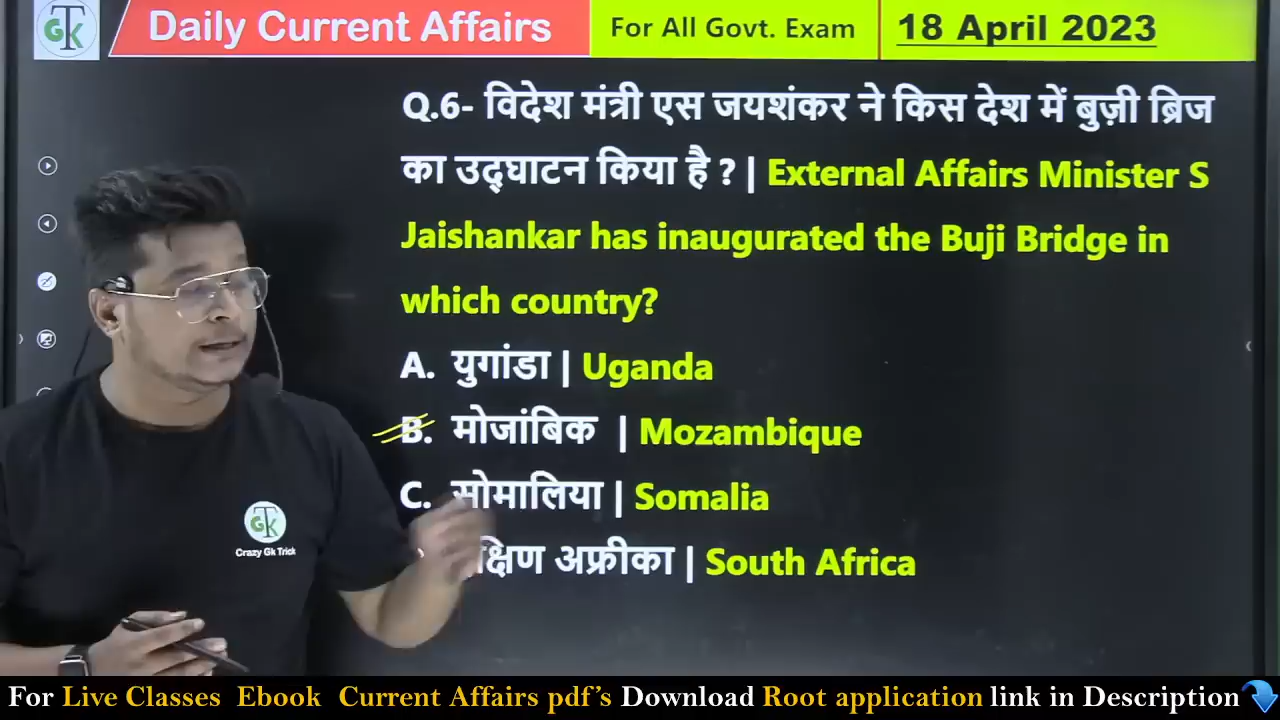 GTK
Daily Current Affairs
For All Govt. Exam
18 April 2023
Q.6- विदेश मंत्री एस जयशंकर ने किस देश में बुज़ी ब्रिज
का उद्घाटन किया है ? | External Affairs Minister S
Jaishankar has inaugurated the Buji Bridge in
which country?
A. युगांडा | Uganda
B. मोजांबिक | Mozambique
C. सोमालिया | Somalia
क्षिण अफ्रीका | South Africa
GTK
Crazy Gk Trick
For Live Classes Ebook Current Affairs pdf's Download Root application link in Description